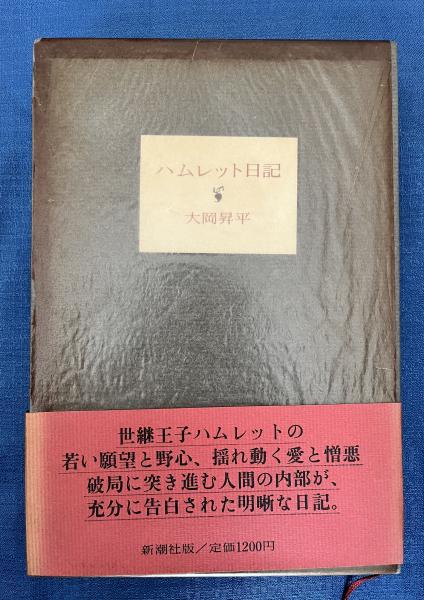 ハムレット日記
大岡昇平
世継王子ハムレットの
若い願望と野心、揺れ動く愛と憎悪
破局に突き進む人間の内部が、
充分に告白された明晰な日記。
新潮社版/定価1200円